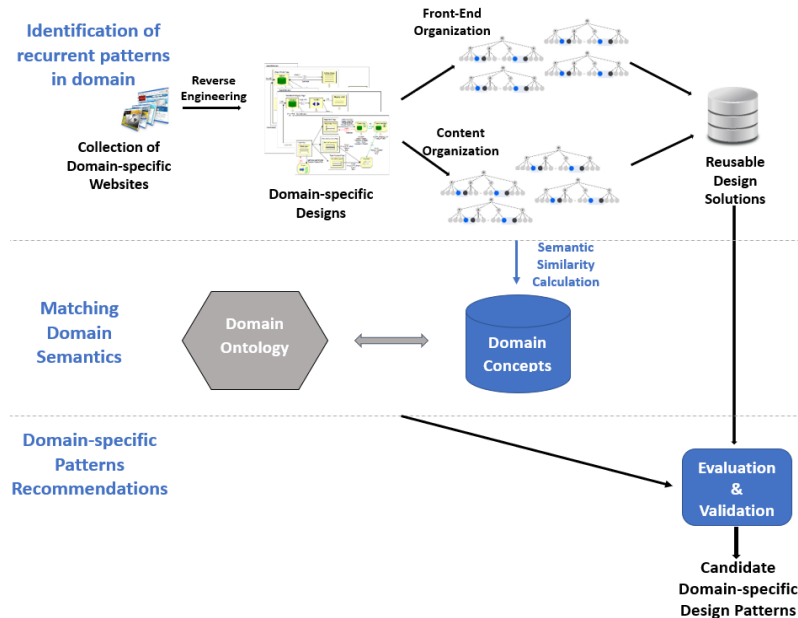 Identification of
recurrent patterns
in domain
Reverse
Engineering
Collection of
Domain-specific
Websites
Domain-specific
Designs
Front-End
Organization
Content
Organization
Reusable
Design
Solutions
Semantic
Similarity
Calculation
Matching
Domain
Semantics
Domain
Ontology
Domain
Concepts
Domain-specific
Patterns
Recommendations
Evaluation
&
Validation
Candidate
Domain-specific
Design Patterns